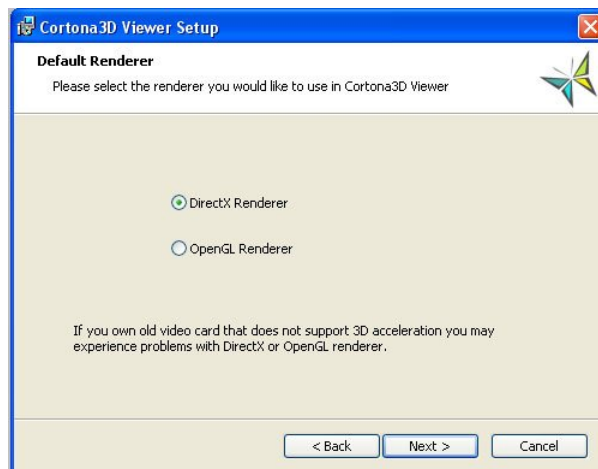 Cortona3D Viewer Setup
Default Renderer
Please select the renderer you would like to use in Cortona3D Viewer
DirectX Renderer
OpenGL Renderer
If you own old video card that does not support 3D acceleration you may
experience problems with DirectX or OpenGL renderer.
< Back Next > Cancel